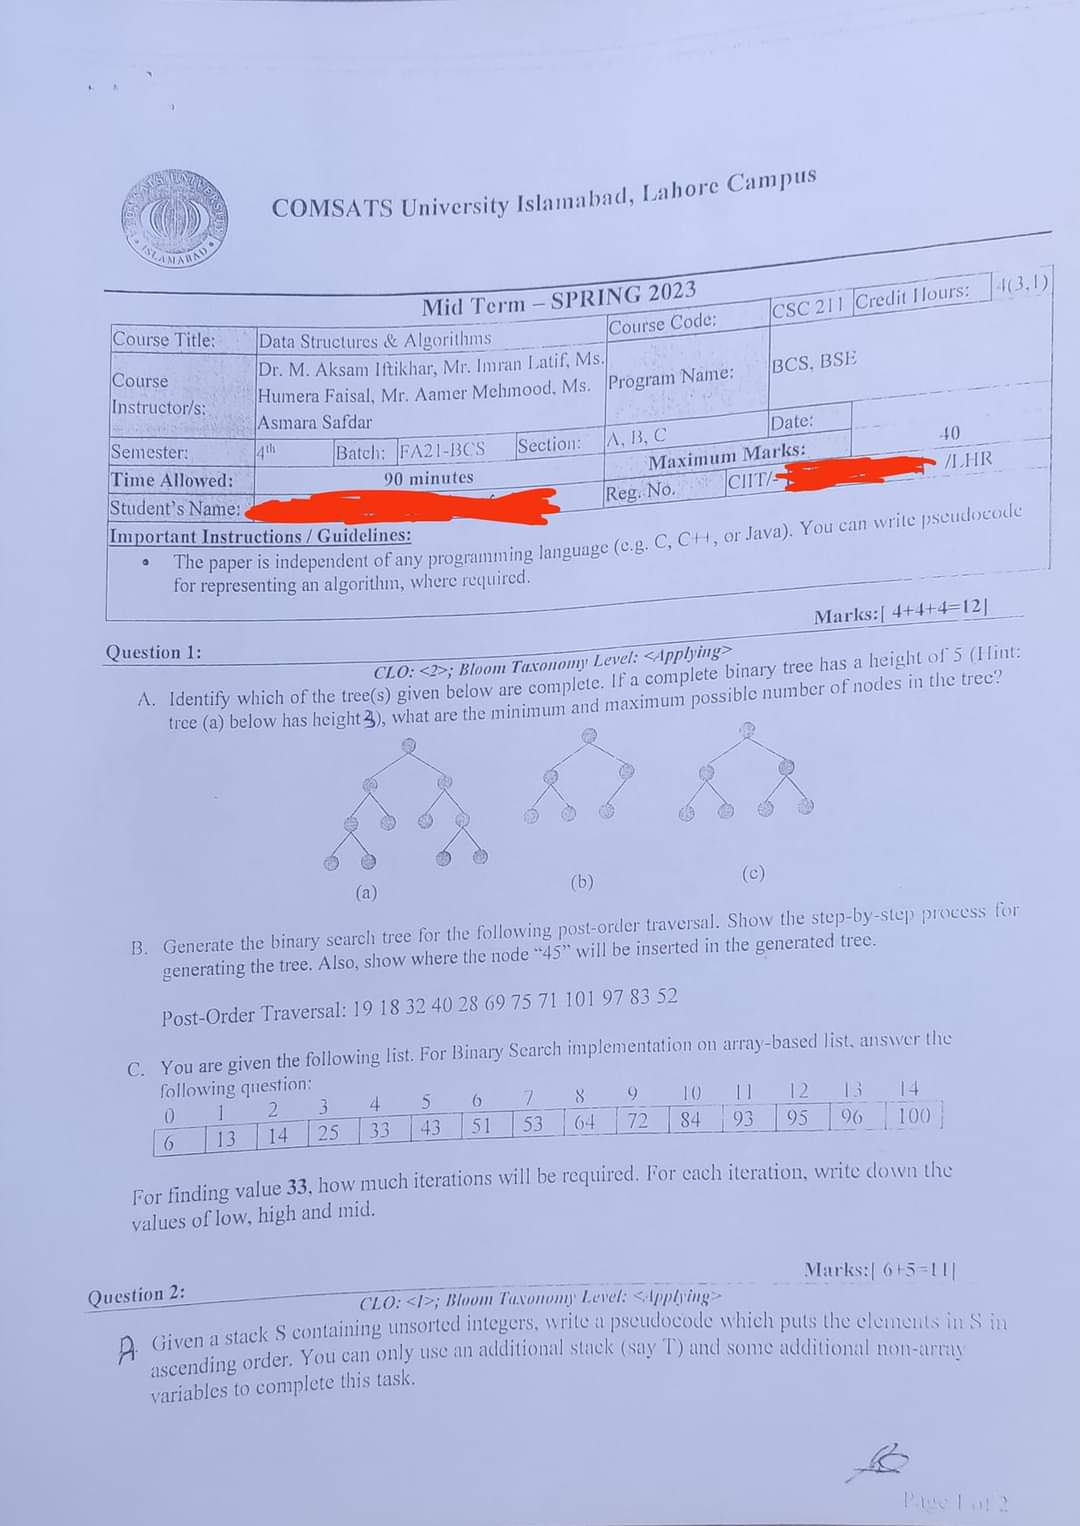 COMSATS University Islamabad, Lahore Campus
COMSATS UNIVERSITY
• ISLAMABAD •
Mid Term – SPRING 2023
Course Title: Data Structures & Algorithms Course Code: CSC 211 Credit Hours: 4(3,1)
Course Instructor/s: Dr. M. Aksam Iftikhar, Mr. Imran Latif, Ms. Humera Faisal, Mr. Aamer Mehmood, Ms. Asmara Safdar Program Name: BCS, BSE
Semester: 4th Batch: FA21-BCS Section: A, B, C Date:
Time Allowed: 90 minutes Maximum Marks: 40
Student's Name: Reg. No. CIIT/- /LHR
Important Instructions / Guidelines:
• The paper is independent of any programming language (e.g. C, C++, or Java). You can write pseudocode
for representing an algorithm, where required.
Question 1: Marks:[ 4+4+4=12]
CLO: <2>; Bloom Taxonomy Level: <Applying>
A. Identify which of the tree(s) given below are complete. If a complete binary tree has a height of 5 (Hint:
tree (a) below has height 3), what are the minimum and maximum possible number of nodes in the tree?
(a) (b) (c)
B. Generate the binary search tree for the following post-order traversal. Show the step-by-step process for
generating the tree. Also, show where the node "45" will be inserted in the generated tree.
Post-Order Traversal: 19 18 32 40 28 69 75 71 101 97 83 52
C. You are given the following list. For Binary Search implementation on array-based list, answer the
following question:
0 1 2 3 4 5 6 7 8 9 10 11 12 13 14
6 13 14 25 33 43 51 53 64 72 84 93 95 96 100
For finding value 33, how much iterations will be required. For each iteration, write down the
values of low, high and mid.
Question 2: Marks:[ 6+5=11]
CLO: <1>; Bloom Taxonomy Level: <Applying>
A. Given a stack S containing unsorted integers, write a pseudocode which puts the elements in S in
ascending order. You can only use an additional stack (say T) and some additional non-array
variables to complete this task.
Page 1 of 2